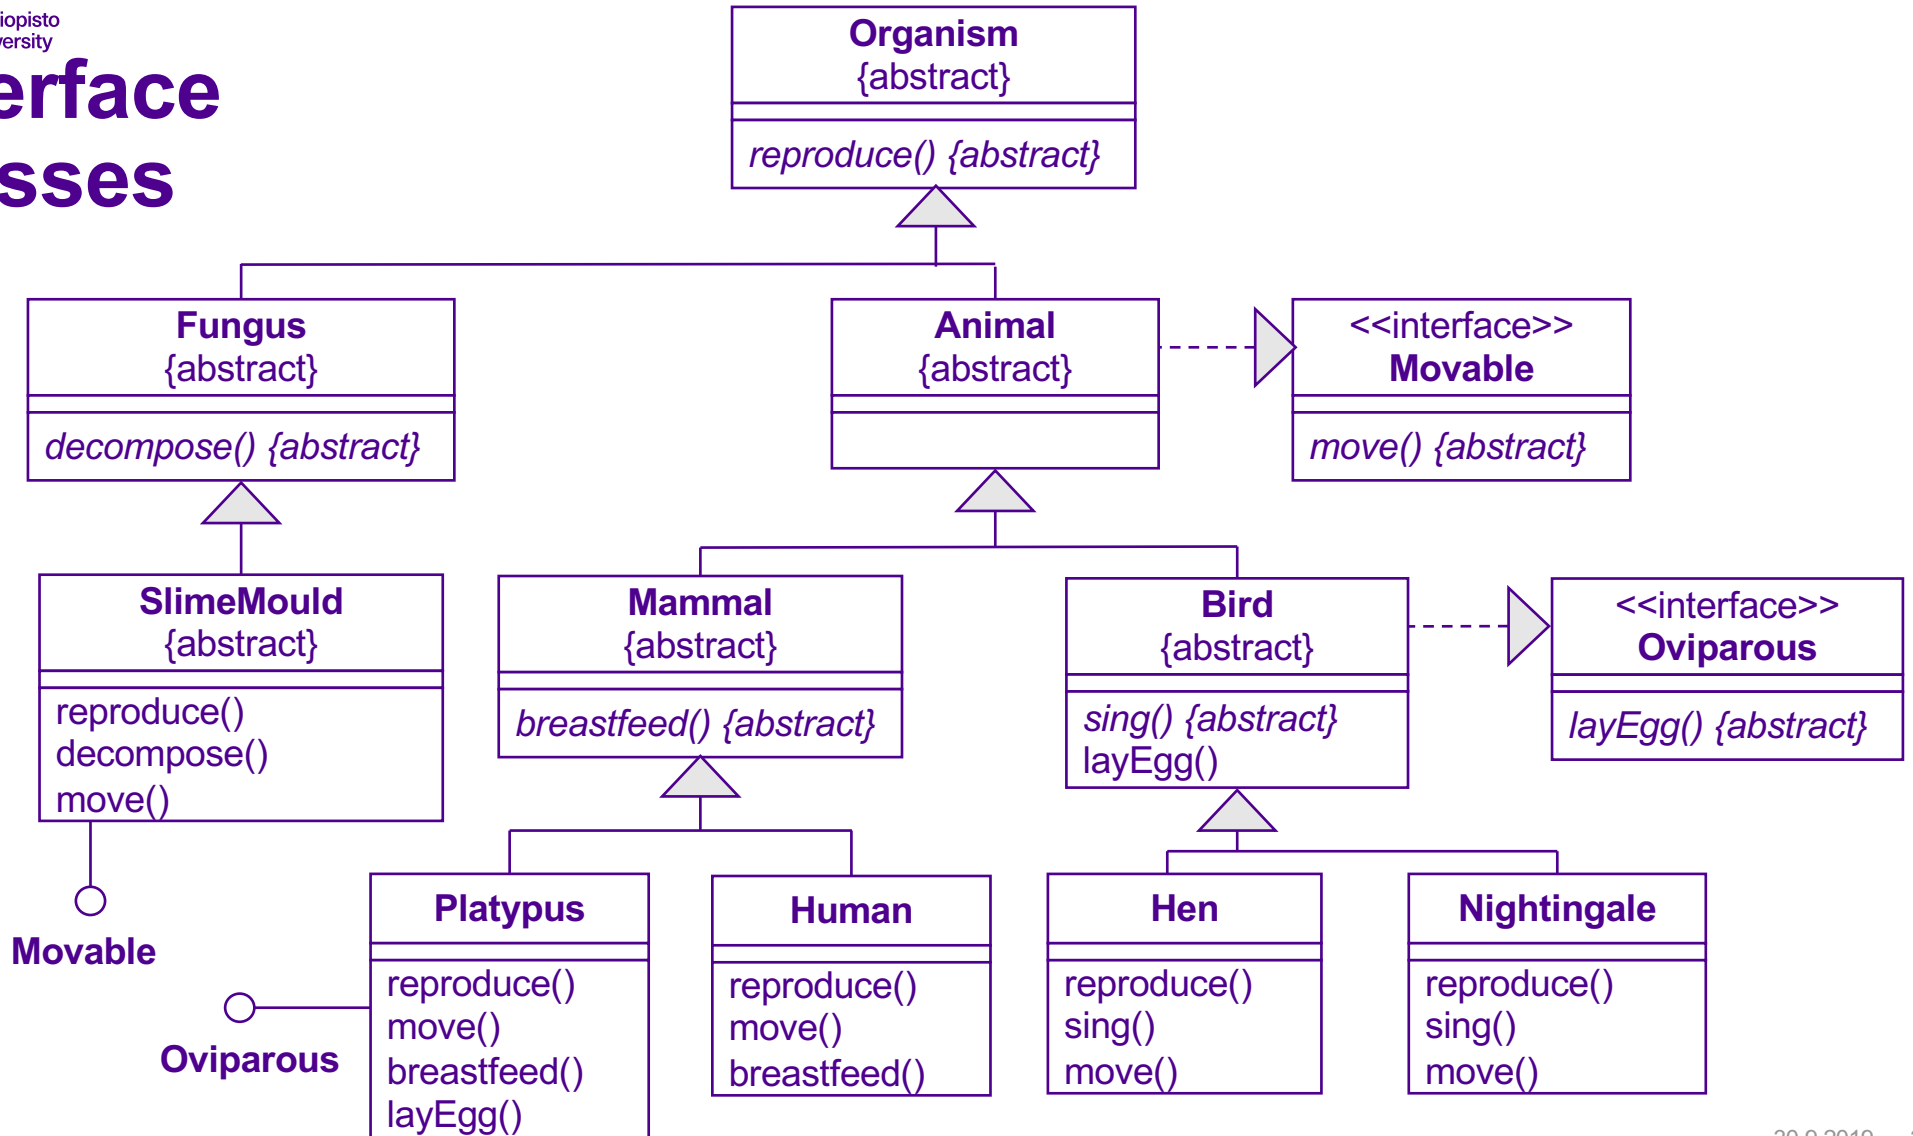 iopisto
versity
erface
sses
Organism
{abstract}
reproduce() {abstract}
Fungus
{abstract}
decompose() {abstract}
Animal
{abstract}
<<interface>>
Movable
move() {abstract}
SlimeMould
{abstract}
reproduce()
decompose()
move()
Movable
Mammal
{abstract}
breastfeed() {abstract}
Bird
{abstract}
sing() {abstract}
layEgg()
<<interface>>
Oviparous
layEgg() {abstract}
Platypus
reproduce()
move()
breastfeed()
layEgg()
Oviparous
Human
reproduce()
move()
breastfeed()
Hen
reproduce()
sing()
move()
Nightingale
reproduce()
sing()
move()